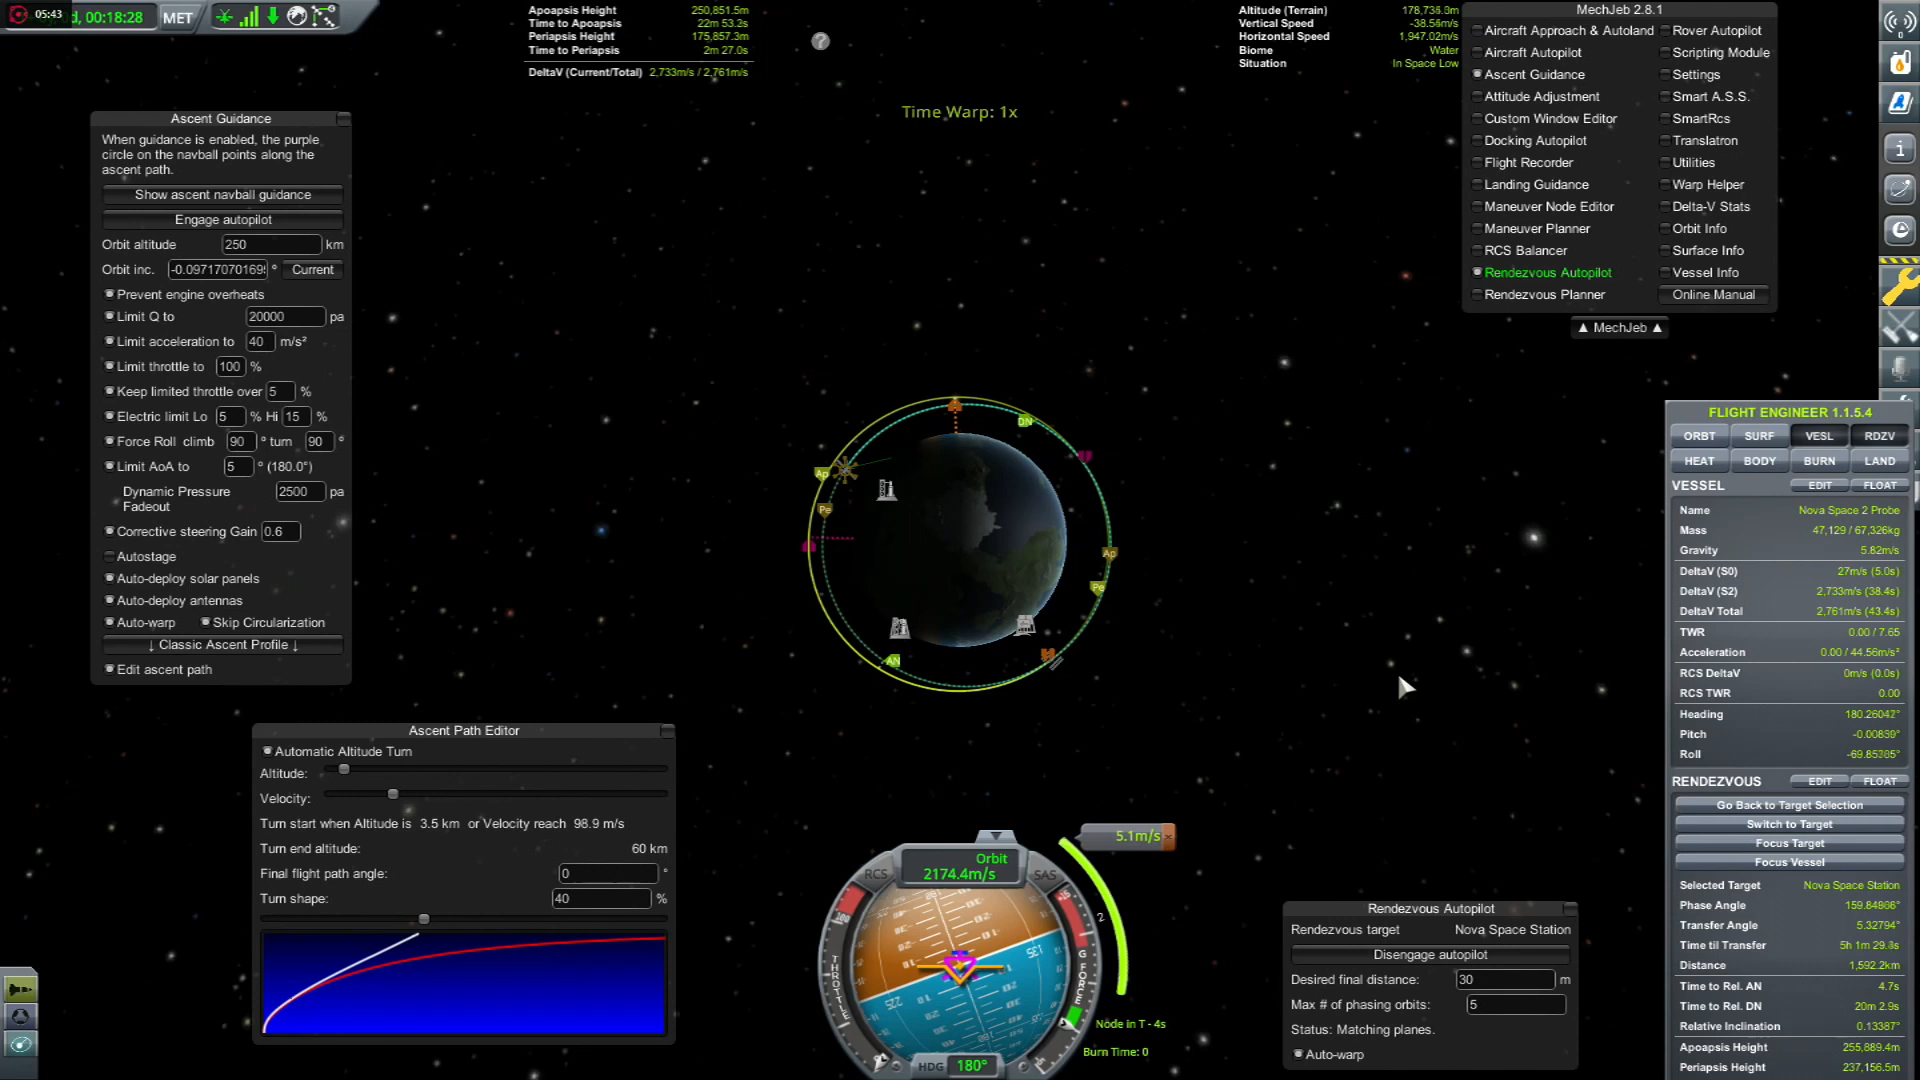 05:43
d, 00:18:28
MET
Apoapsis Height 250,851.5m
Time to Apoapsis 22m 53.2s
Periapsis Height 175,857.3m
Time to Periapsis 2m 27.0s
DeltaV (Current/Total) 2,733m/s / 2,761m/s
?
Time Warp: 1x
Altitude (Terrain) 178,736.3m
Vertical Speed -38.56m/s
Horizontal Speed 1,947.02m/s
Biome Water
Situation In Space Low
MechJeb 2.8.1
Aircraft Approach & Autoland Rover Autopilot
Aircraft Autopilot Scripting Module
Ascent Guidance Settings
Attitude Adjustment Smart A.S.S.
Custom Window Editor SmartRcs
Docking Autopilot Translatron
Flight Recorder Utilities
Landing Guidance Warp Helper
Maneuver Node Editor Delta-V Stats
Maneuver Planner Orbit Info
RCS Balancer Surface Info
Rendezvous Autopilot Vessel Info
Rendezvous Planner Online Manual
▲ MechJeb ▲
Ascent Guidance
When guidance is enabled, the purple
circle on the navball points along the
ascent path.
Show ascent navball guidance
Engage autopilot
Orbit altitude 250 km
Orbit inc. -0.09717070169 ° Current
Prevent engine overheats
Limit Q to 20000 pa
Limit acceleration to 40 m/s²
Limit throttle to 100 %
Keep limited throttle over 5 %
Electric limit Lo 5 % Hi 15 %
Force Roll climb 90 ° turn 90 °
Limit AoA to 5 ° (180.0°)
Dynamic Pressure 2500 pa
Fadeout
Corrective steering Gain 0.6
Autostage
Auto-deploy solar panels
Auto-deploy antennas
Auto-warp Skip Circularization
↓ Classic Ascent Profile ↓
Edit ascent path
Ascent Path Editor
Automatic Altitude Turn
Altitude:
Velocity:
Turn start when Altitude is 3.5 km or Velocity reach 98.9 m/s
Turn end altitude: 60 km
Final flight path angle: 0 °
Turn shape: 40 %
DN
Ap
Pe
Ap
Pe
AN
5.1m/s
Orbit
2174.4m/s
RCS
SAS
THROTTLE
G FORCE
2
Node in T - 4s
Burn Time: 0
HDG 180°
Rendezvous Autopilot
Rendezvous target Nova Space Station
Disengage autopilot
Desired final distance: 30 m
Max # of phasing orbits: 5
Status: Matching planes.
Auto-warp
FLIGHT ENGINEER 1.1.5.4
ORBT SURF VESL RDZV
HEAT BODY BURN LAND
VESSEL EDIT FLOAT
Name Nova Space 2 Probe
Mass 47,129 / 67,326kg
Gravity 5.82m/s
DeltaV (S0) 27m/s (5.0s)
DeltaV (S2) 2,733m/s (38.4s)
DeltaV Total 2,761m/s (43.4s)
TWR 0.00 / 7.65
Acceleration 0.00 / 44.56m/s²
RCS DeltaV 0m/s (0.0s)
RCS TWR 0.00
Heading 180.26042°
Pitch -0.00859°
Roll -69.85785°
RENDEZVOUS EDIT FLOAT
Go Back to Target Selection
Switch to Target
Focus Target
Focus Vessel
Selected Target Nova Space Station
Phase Angle 159.84866°
Transfer Angle 5.32794°
Time til Transfer 5h 1m 29.8s
Distance 1,592.2km
Time to Rel. AN 4.7s
Time to Rel. DN 20m 2.9s
Relative Inclination 0.13387°
Apoapsis Height 255,889.4m
Periapsis Height 237,156.5m